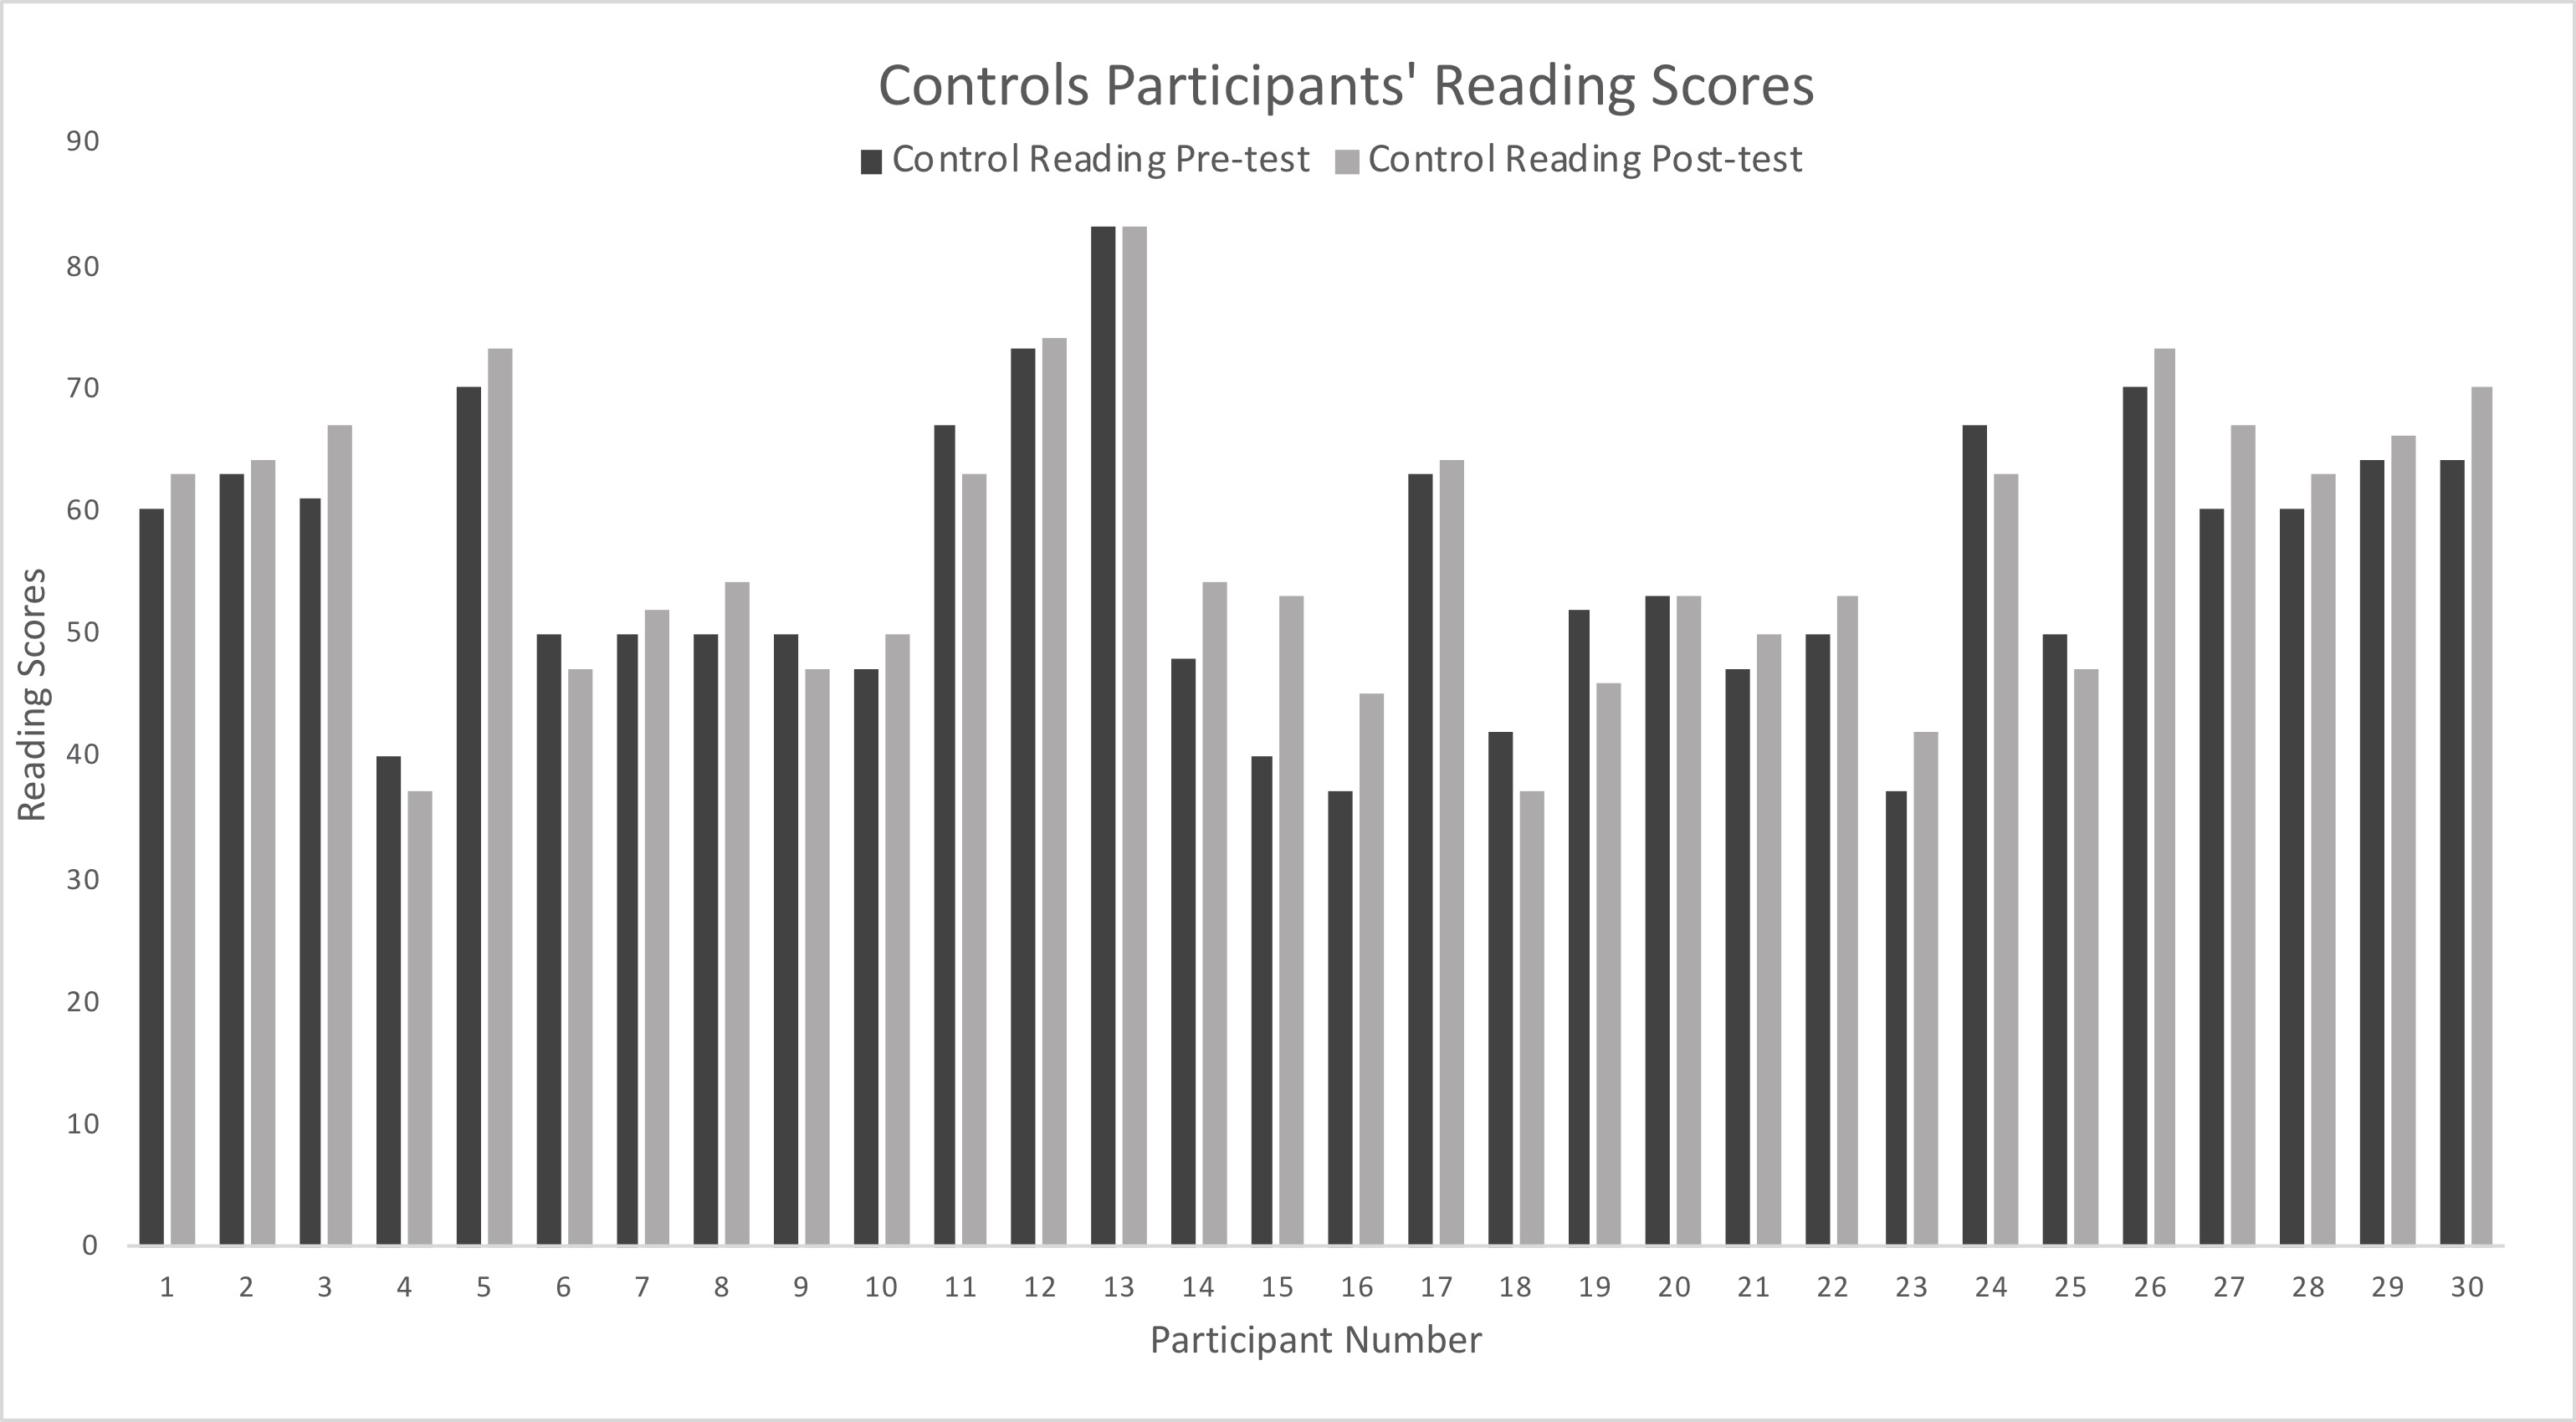 Controls Participants' Reading Scores
Control Reading Pre-test Control Reading Post-test
90
80
70
60
50
40
30
20
10
0
Reading Scores
1 2 3 4 5 6 7 8 9 10 11 12 13 14 15 16 17 18 19 20 21 22 23 24 25 26 27 28 29 30
Participant Number